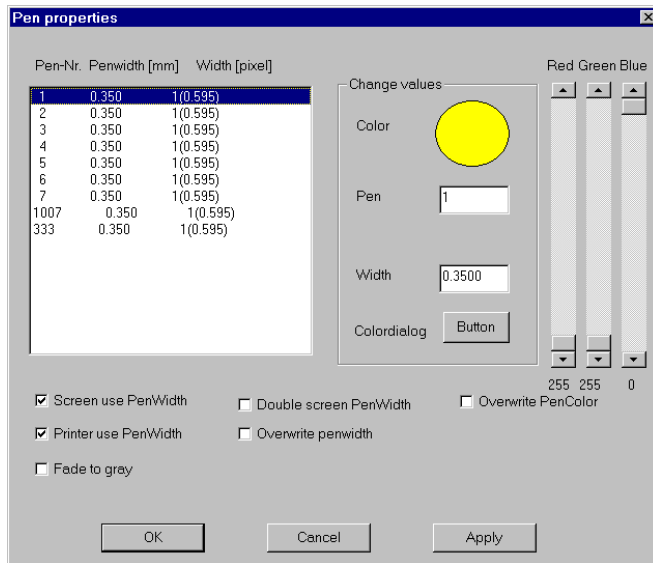 Pen properties
Pen-Nr. Penwidth [mm] Width [pixel]
1 0.350 1(0.595)
2 0.350 1(0.595)
3 0.350 1(0.595)
4 0.350 1(0.595)
5 0.350 1(0.595)
6 0.350 1(0.595)
7 0.350 1(0.595)
1007 0.350 1(0.595)
333 0.350 1(0.595)
Change values
Color
Pen 1
Width 0.3500
Colordialog Button
Red Green Blue
255 255 0
Screen use PenWidth
Double screen PenWidth
Overwrite PenColor
Printer use PenWidth
Overwrite penwidth
Fade to gray
OK Cancel Apply